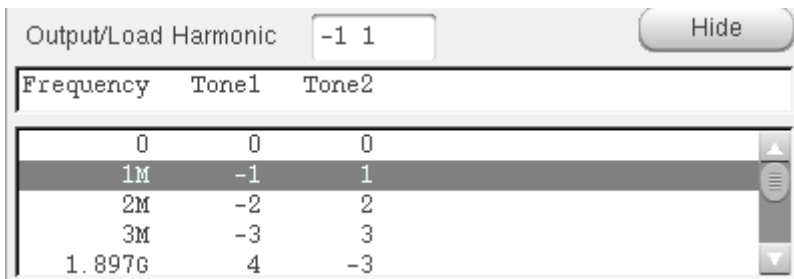 Output/Load Harmonic -1 1 Hide
Frequency Tone1 Tone2
0 0 0
1M -1 1
2M -2 2
3M -3 3
1.897G 4 -3